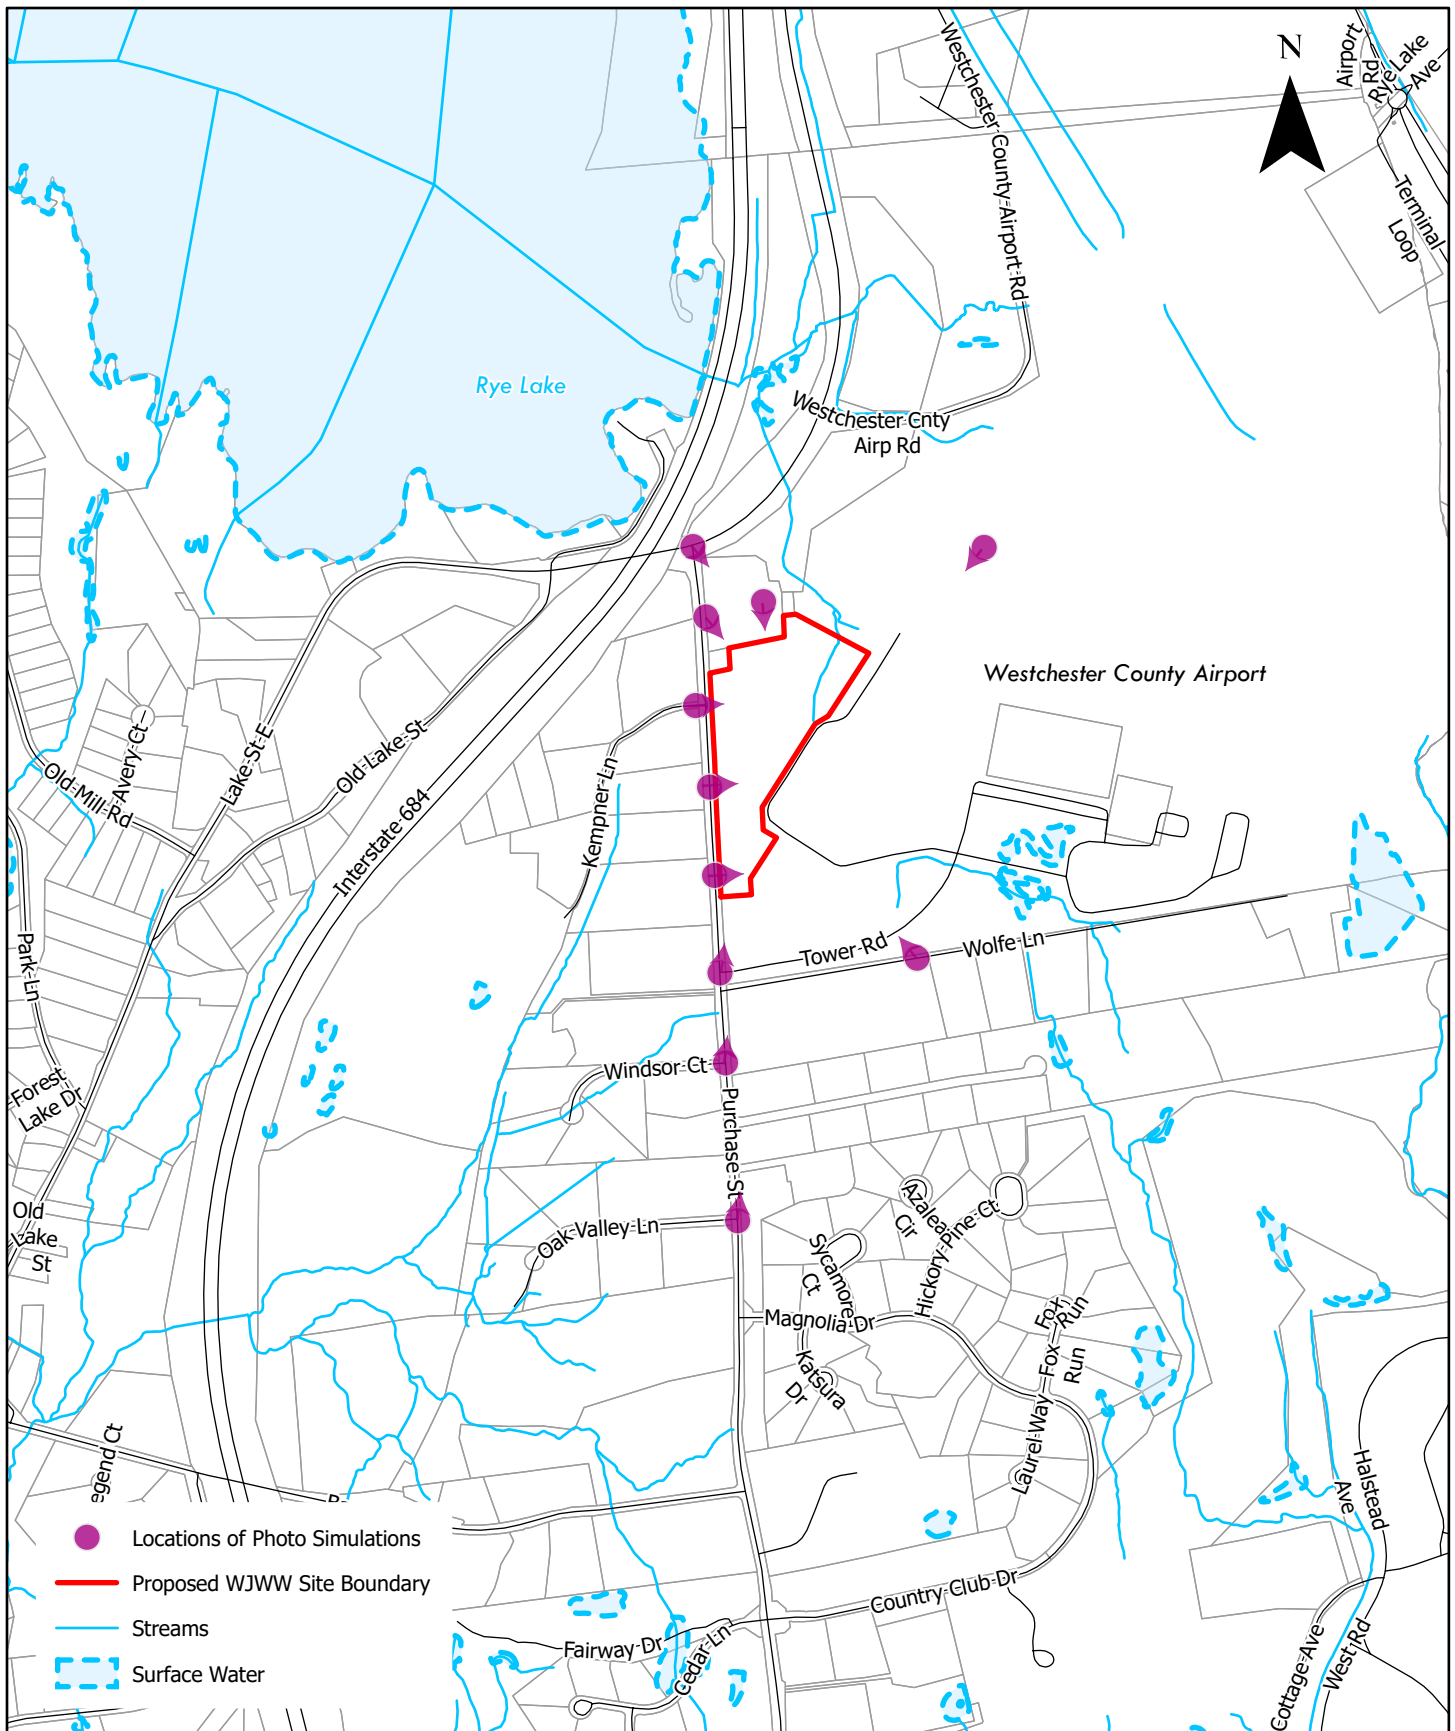 N
Airport
Rd
Rye Lake
Ave
Westchester County Airport Rd
Terminal
Loop
Rye Lake
Westchester Cnty
Airp Rd
Westchester County Airport
Avery Ct
Old Mill Rd
Lake St E
Old Lake St
Interstate 684
Kempner Ln
Park Ln
Tower Rd
Wolfe Ln
Forest
Lake Dr
Windsor Ct
Purchase St
Old
Lake
St
Oak Valley Ln
Azalea
Cir
Hickory Pine Ct
Sycamore
Ct
Magnolia Dr
Katsura
Dr
Fox
Run
Fox
Run
Laurel Way
egend Ct
Halstead
Ave
Country Club Dr
Fairway Dr
Cedar Ln
Cottage Ave
West Rd
Locations of Photo Simulations
Proposed WJWW Site Boundary
Streams
Surface Water